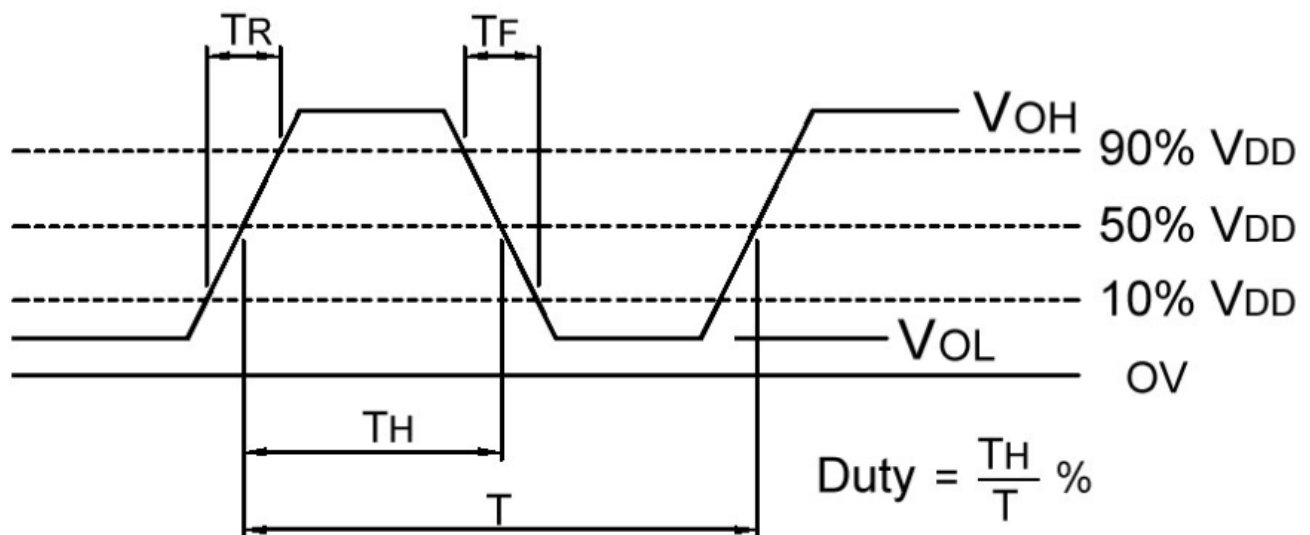 TR
TF
VOH
90% VDD
50% VDD
10% VDD
VOL
OV
TH
Duty = TH/T %
T